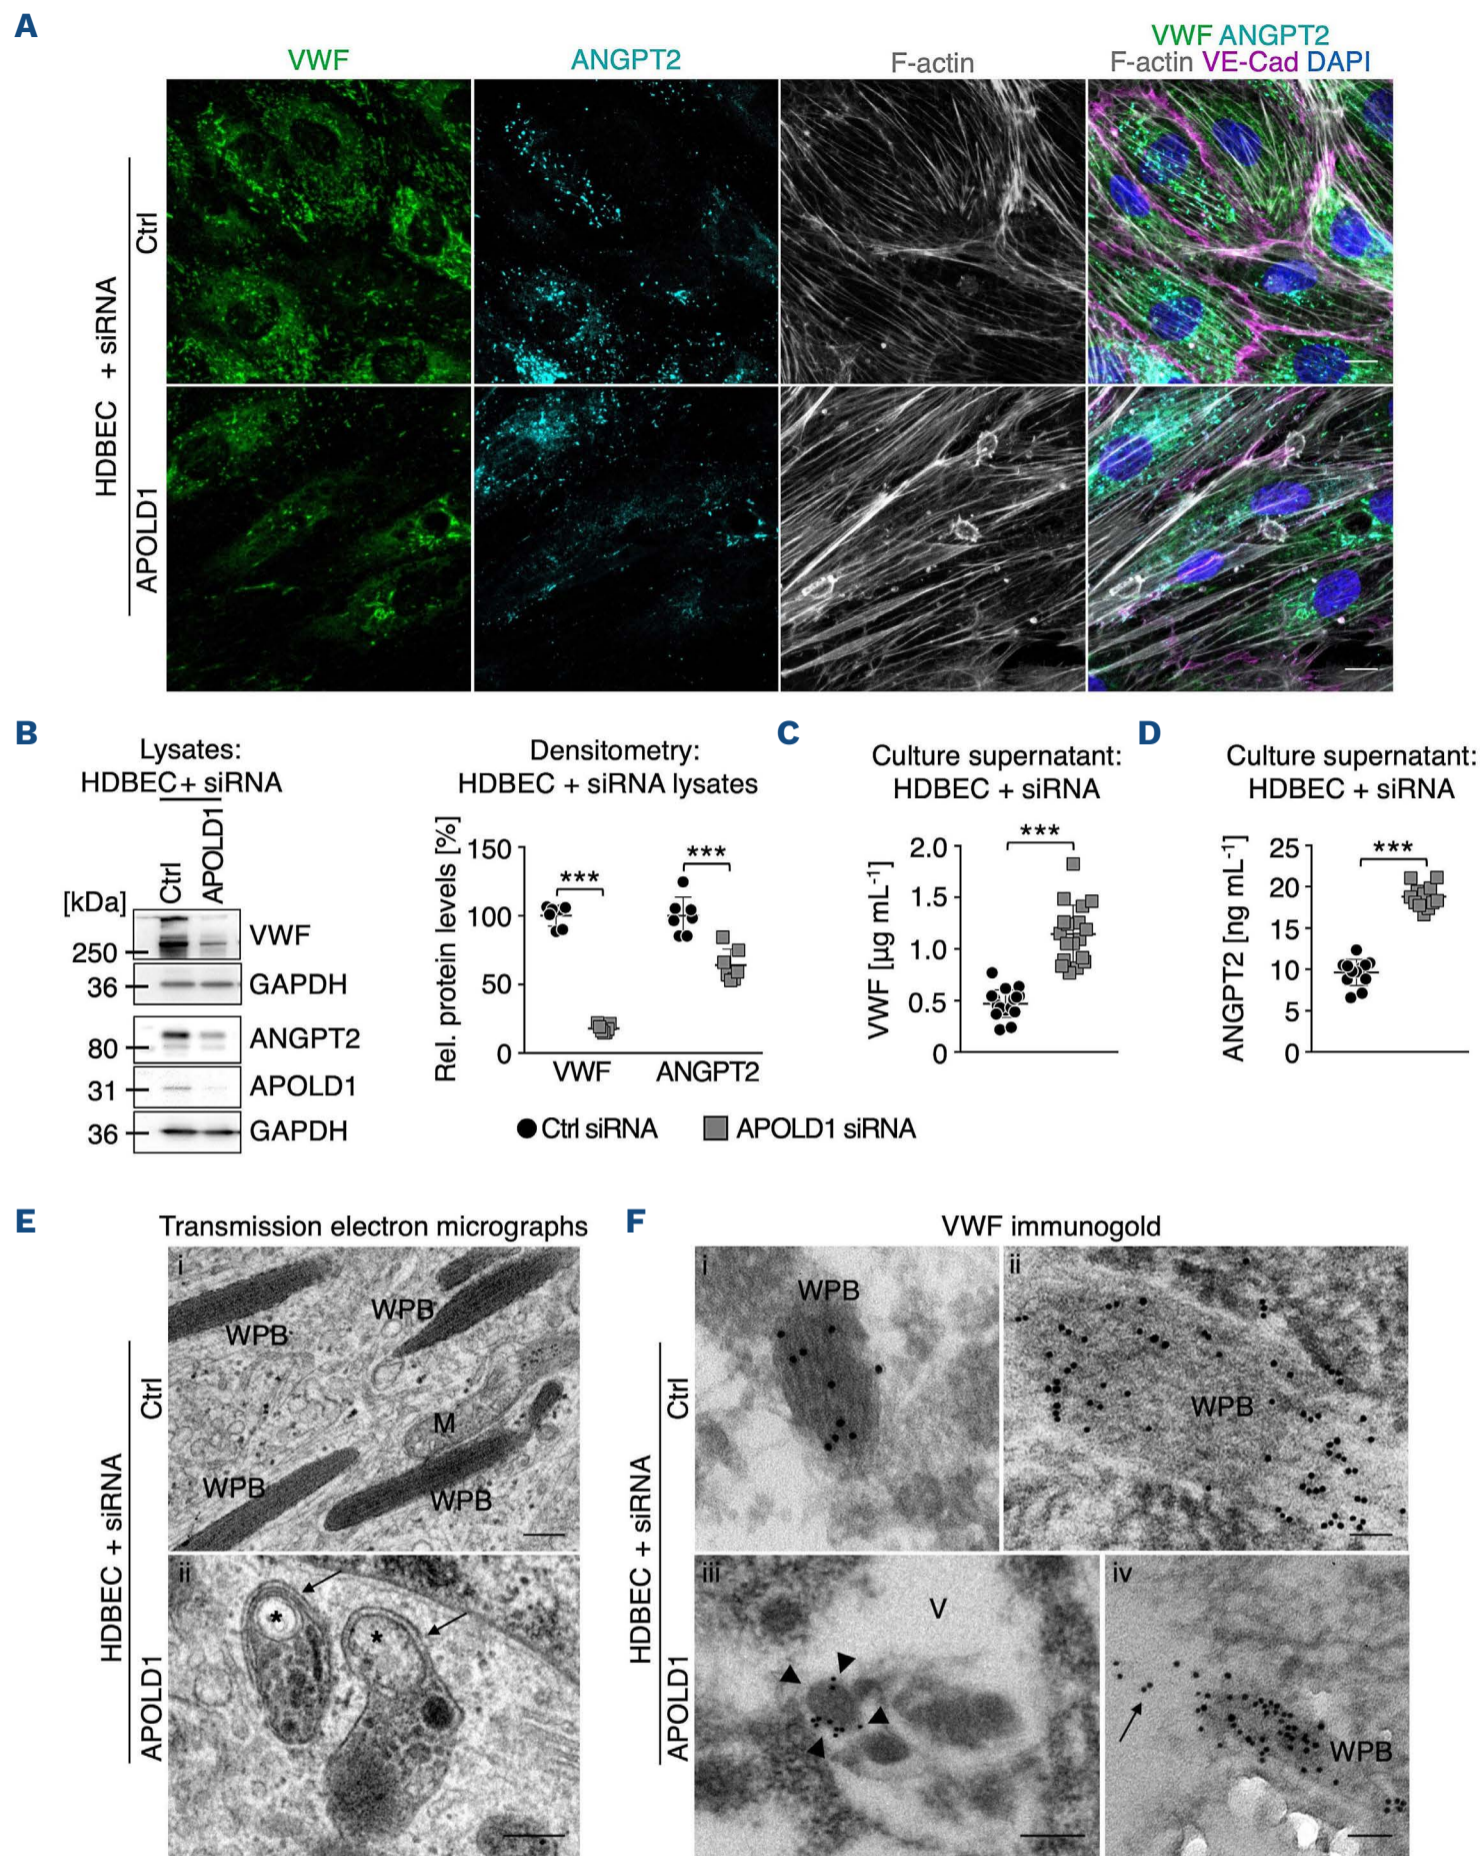 A
VWF
ANGPT2
F-actin
VWF ANGPT2
F-actin VE-Cad DAPI
HDBEC + siRNA
Ctrl
APOLD1
B
Lysates:
HDBEC + siRNA
Ctrl
APOLD1
[kDa]
250
VWF
36
GAPDH
80
ANGPT2
31
APOLD1
36
GAPDH
Densitometry:
HDBEC + siRNA lysates
Rel. protein levels [%]
150
100
50
0
***
***
VWF
ANGPT2
Ctrl siRNA
APOLD1 siRNA
C
Culture supernatant:
HDBEC + siRNA
VWF [µg mL⁻¹]
2.0
1.5
1.0
0.5
0
***
D
Culture supernatant:
HDBEC + siRNA
ANGPT2 [ng mL⁻¹]
25
20
15
10
5
0
***
E
Transmission electron micrographs
HDBEC + siRNA
Ctrl
APOLD1
i
WPB
WPB
M
WPB
WPB
ii
*
*
F
VWF immunogold
HDBEC + siRNA
Ctrl
APOLD1
i
WPB
ii
WPB
iii
V
iv
WPB